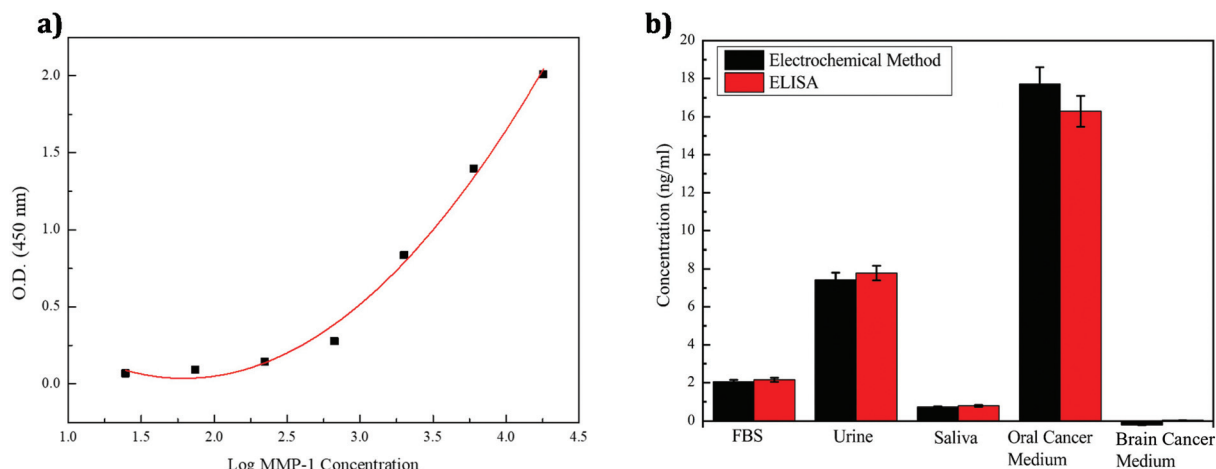 a)
2.0
1.5
1.0
0.5
0.0
O.D. (450 nm)
1.0 1.5 2.0 2.5 3.0 3.5 4.0 4.5
Log MMP-1 Concentration
b)
20
18
16
14
12
10
8
6
4
2
0
Concentration (ng/ml)
Electrochemical Method
ELISA
FBS Urine Saliva Oral Cancer Brain Cancer
Medium Medium